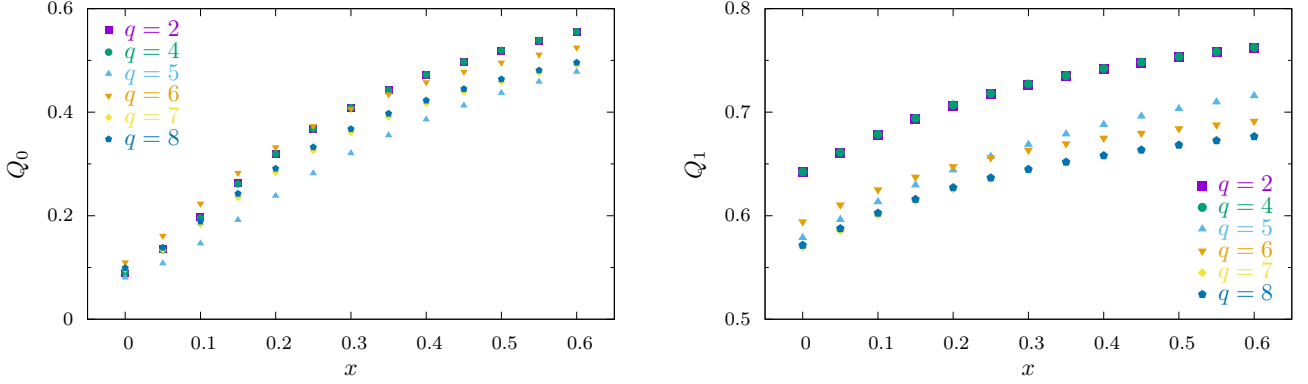 0.6
0.4
0.2
0
Q₀
q = 2
q = 4
q = 5
q = 6
q = 7
q = 8
0 0.1 0.2 0.3 0.4 0.5 0.6
x
0.8
0.7
0.6
0.5
Q₁
q = 2
q = 4
q = 5
q = 6
q = 7
q = 8
0 0.1 0.2 0.3 0.4 0.5 0.6
x